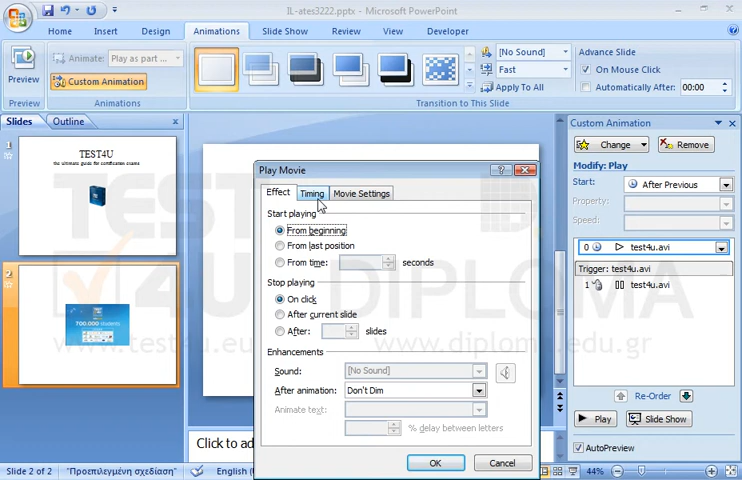 IL-ates3222.pptx - Microsoft PowerPoint
Home Insert Design Animations Slide Show Review View Developer
Preview
Preview
Animate: Play as part ...
Custom Animation
Animations
[No Sound]
Fast
Apply To All
Transition to This Slide
Advance Slide
On Mouse Click
Automatically After: 00:00
Slides Outline
1
TEST4U
the ultimate guide for certification exams
2
700.000 students
Play Movie
Effect Timing Movie Settings
Start playing
From beginning
From last position
From time: seconds
Stop playing
On click
After current slide
After: slides
Enhancements
Sound: [No Sound]
After animation: Don't Dim
Animate text:
% delay between letters
OK Cancel
Custom Animation
Change Remove
Modify: Play
Start: After Previous
Property:
Speed:
0 test4u.avi
Trigger: test4u.avi
1 test4u.avi
Re-Order
Play Slide Show
AutoPreview
Click to ad
TEST4U DIPLOMA
www.test4u.eu www.diploma.edu.gr
Slide 2 of 2 "Προεπιλεγμένη σχεδίαση" English ( 44%